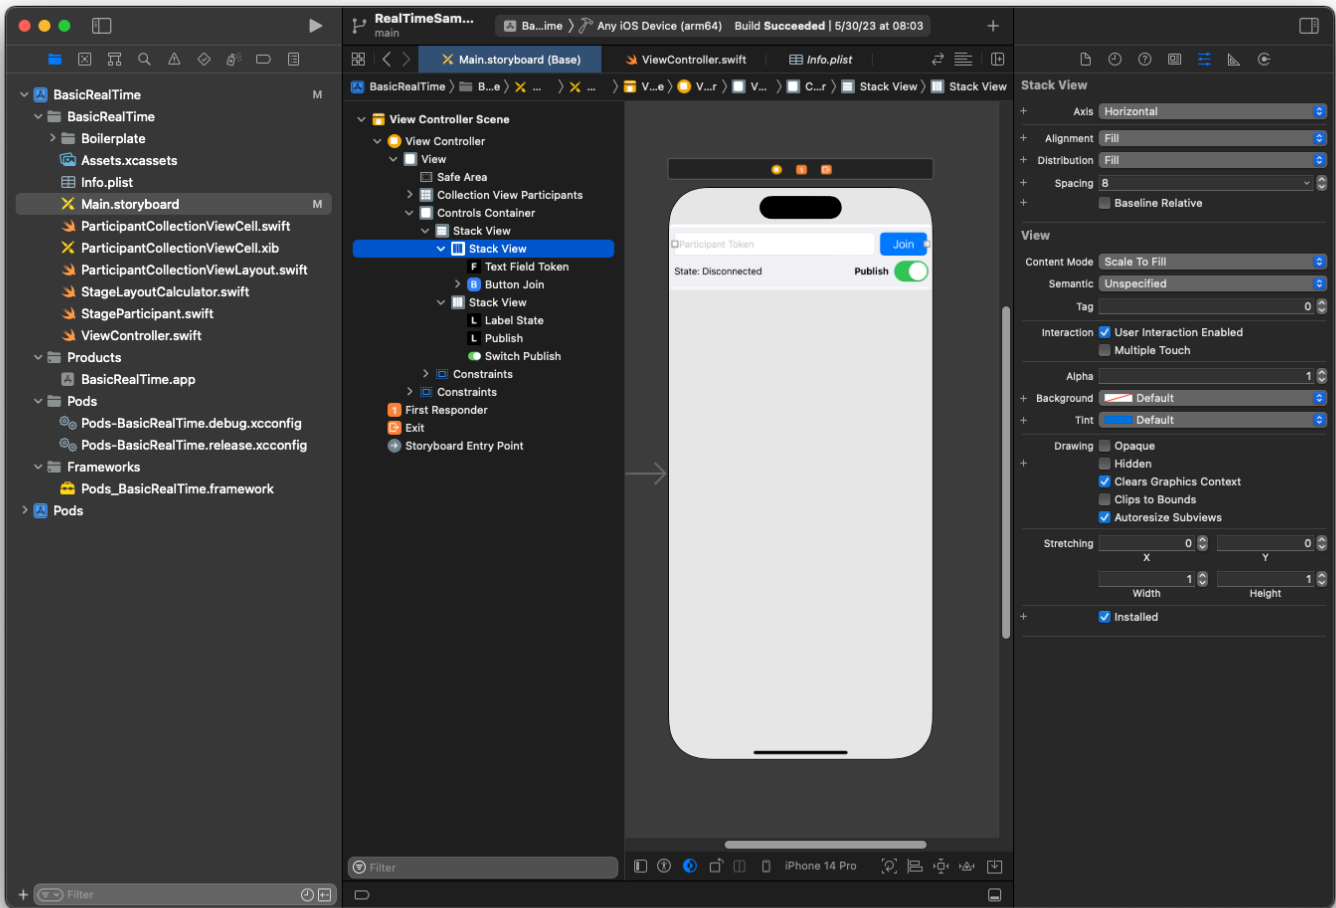 RealTimeSam...
main
Ba...ime
Any iOS Device (arm64)
Build Succeeded | 5/30/23 at 08:03
Main.storyboard (Base)
ViewController.swift
Info.plist
BasicRealTime
B...e
...
...
V...e
V...r
V...
C...r
Stack View
Stack View
BasicRealTime M
BasicRealTime
Boilerplate
Assets.xcassets
Info.plist
Main.storyboard M
ParticipantCollectionViewCell.swift
ParticipantCollectionViewCell.xib
ParticipantCollectionViewLayout.swift
StageLayoutCalculator.swift
StageParticipant.swift
ViewController.swift
Products
BasicRealTime.app
Pods
Pods-BasicRealTime.debug.xcconfig
Pods-BasicRealTime.release.xcconfig
Frameworks
Pods_BasicRealTime.framework
Pods
Filter
View Controller Scene
View Controller
View
Safe Area
Collection View Participants
Controls Container
Stack View
Stack View
F Text Field Token
B Button Join
Stack View
L Label State
L Publish
Switch Publish
Constraints
Constraints
1 First Responder
Exit
Storyboard Entry Point
Filter
1
Participant Token
Join
State: Disconnected
Publish
iPhone 14 Pro
Stack View
Axis Horizontal
Alignment Fill
Distribution Fill
Spacing 8
Baseline Relative
View
Content Mode Scale To Fill
Semantic Unspecified
Tag 0
Interaction User Interaction Enabled
Multiple Touch
Alpha 1
Background Default
Tint Default
Drawing Opaque
Hidden
Clears Graphics Context
Clips to Bounds
Autoresize Subviews
Stretching 0 0
X Y
1 1
Width Height
Installed